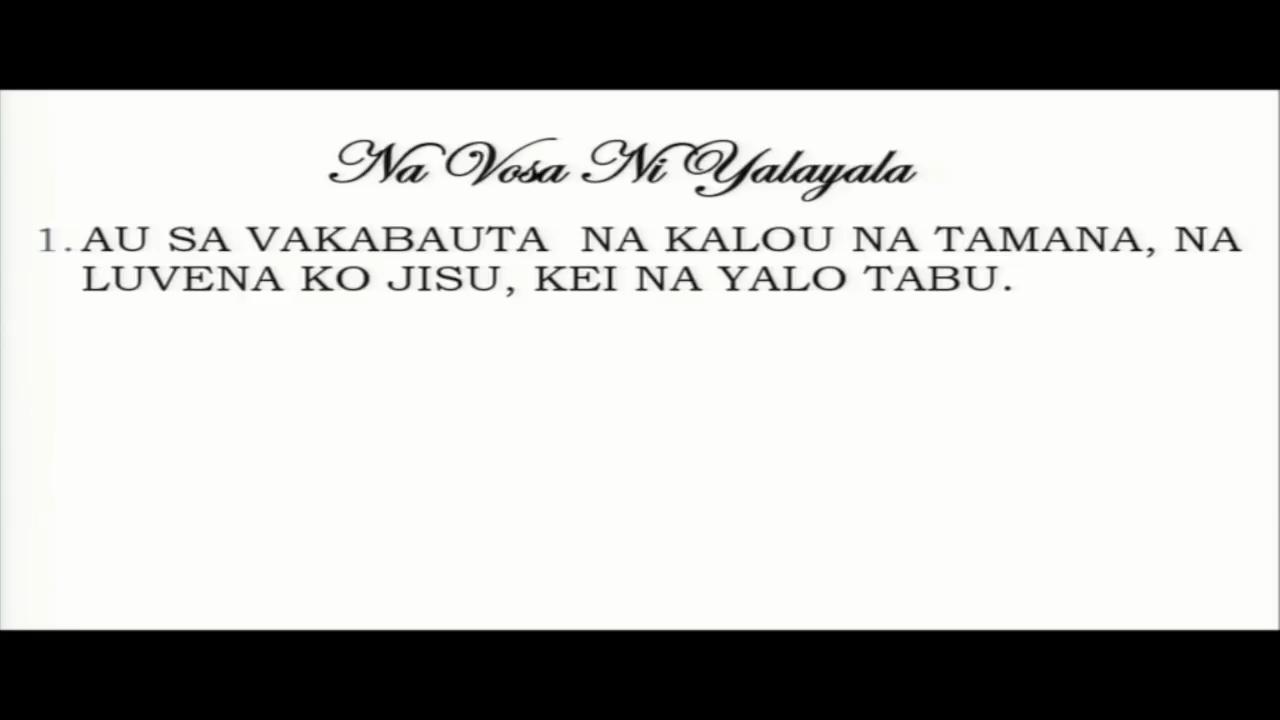 Na Vosa Ni Yalayala
1. AU SA VAKABAUTA NA KALOU NA TAMANA, NA
LUVENA KO JISU, KEI NA YALO TABU.